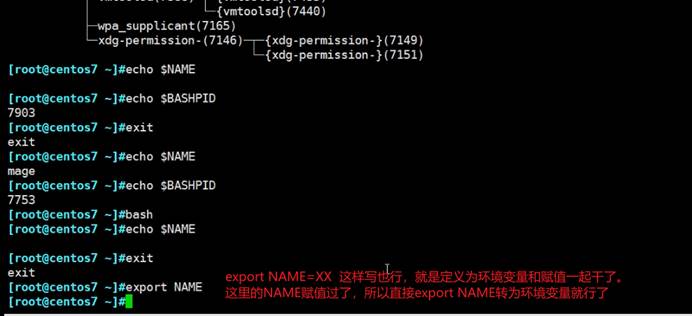 {vmtoolsd}(7440)
wpa_supplicant(7165)
xdg-permission-(7146)─┬─{xdg-permission-}(7149)
└─{xdg-permission-}(7151)
[root@centos7 ~]#echo $NAME
[root@centos7 ~]#echo $BASHPID
7903
[root@centos7 ~]#exit
exit
[root@centos7 ~]#echo $NAME
mage
[root@centos7 ~]#echo $BASHPID
7753
[root@centos7 ~]#bash
[root@centos7 ~]#echo $NAME
[root@centos7 ~]#exit
exit
export NAME=XX 这样写也行，就是定义为环境变量和赋值一起干了。
[root@centos7 ~]#export NAME
这里的NAME赋值过了，所以直接export NAME转为环境变量就行了
[root@centos7 ~]#